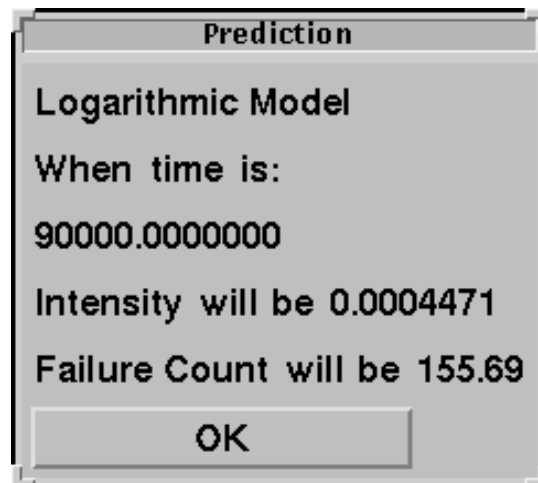 Prediction
Logarithmic Model
When time is:
90000.0000000
Intensity will be 0.0004471
Failure Count will be 155.69
OK